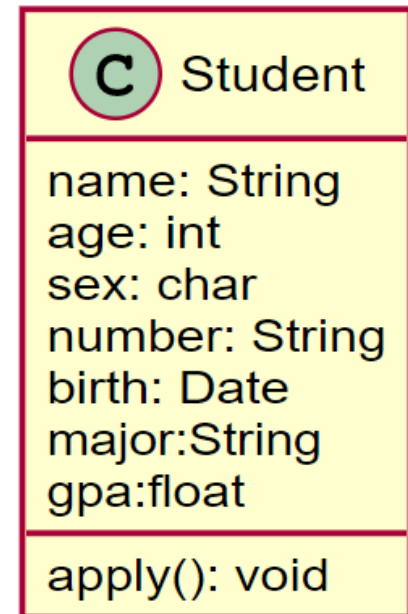 C Student
name: String
age: int
sex: char
number: String
birth: Date
major:String
gpa:float
apply(): void